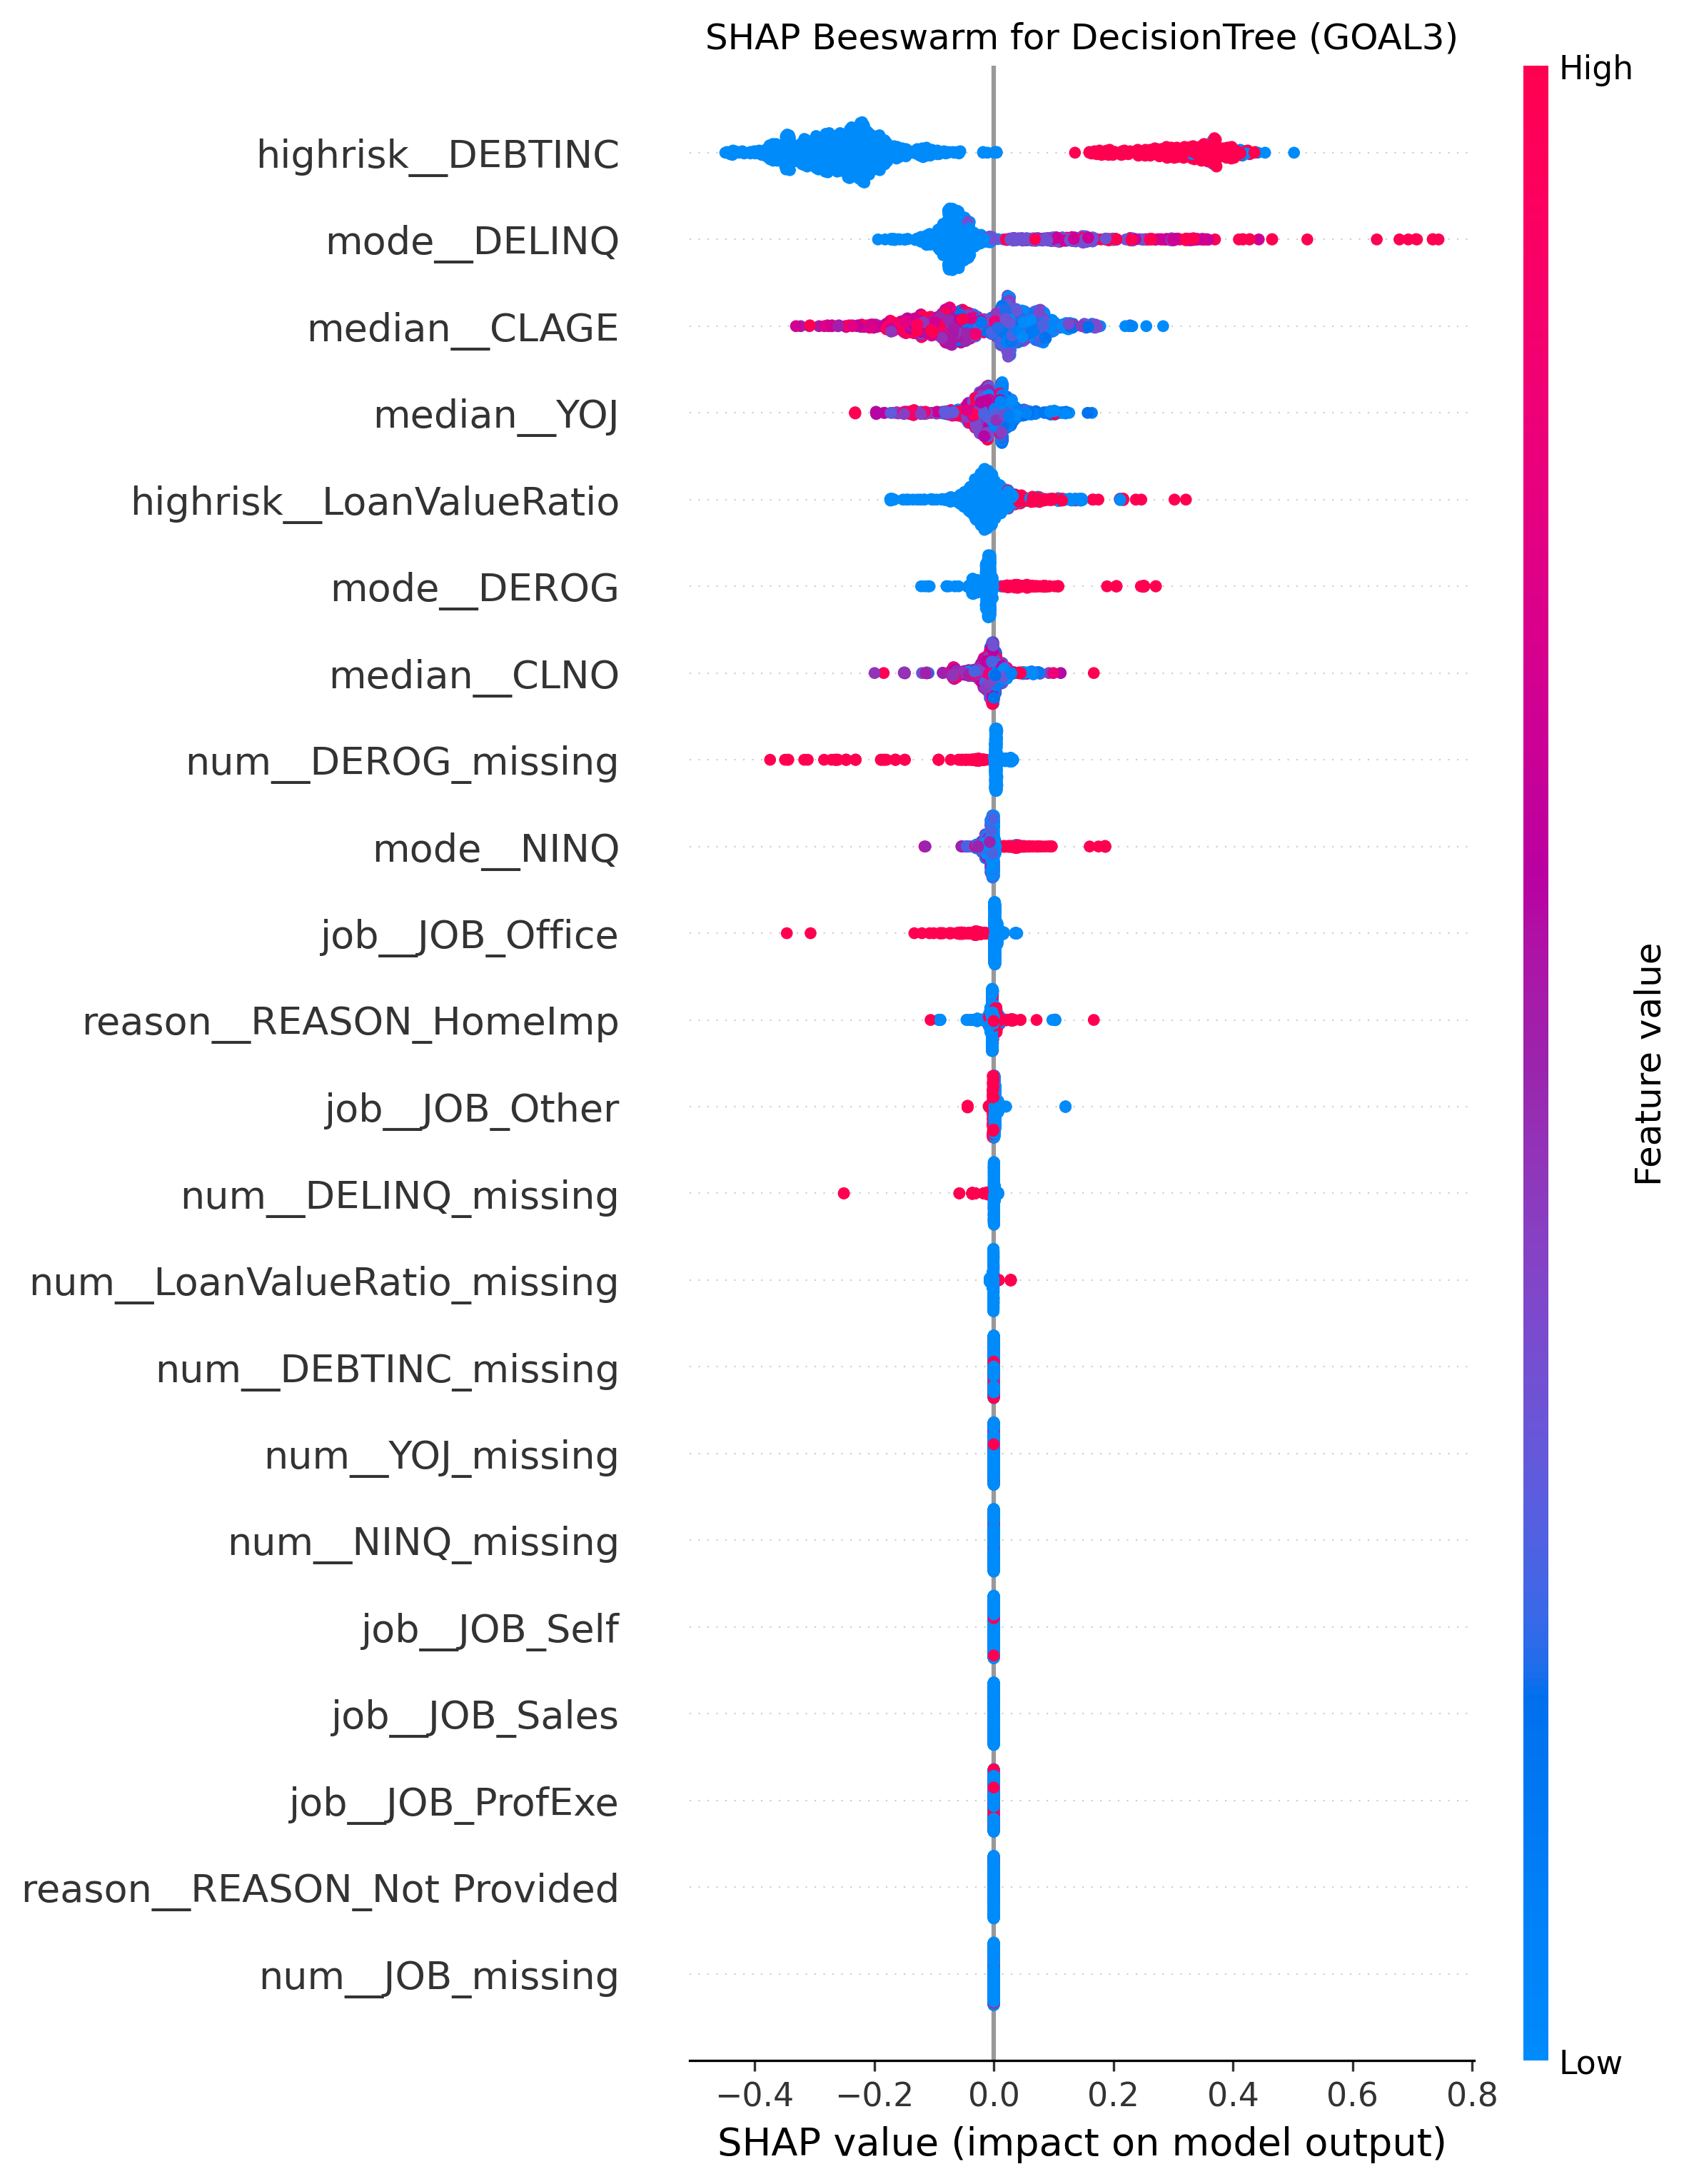 SHAP Beeswarm for DecisionTree (GOAL3)
High
highrisk__DEBTINC
mode__DELINQ
median__CLAGE
median__YOJ
highrisk__LoanValueRatio
mode__DEROG
median__CLNO
num__DEROG_missing
mode__NINQ
job__JOB_Office
reason__REASON_HomeImp
job__JOB_Other
num__DELINQ_missing
num__LoanValueRatio_missing
num__DEBTINC_missing
num__YOJ_missing
num__NINQ_missing
job__JOB_Self
job__JOB_Sales
job__JOB_ProfExe
reason__REASON_Not Provided
num__JOB_missing
Feature value
Low
−0.4 −0.2 0.0 0.2 0.4 0.6 0.8
SHAP value (impact on model output)